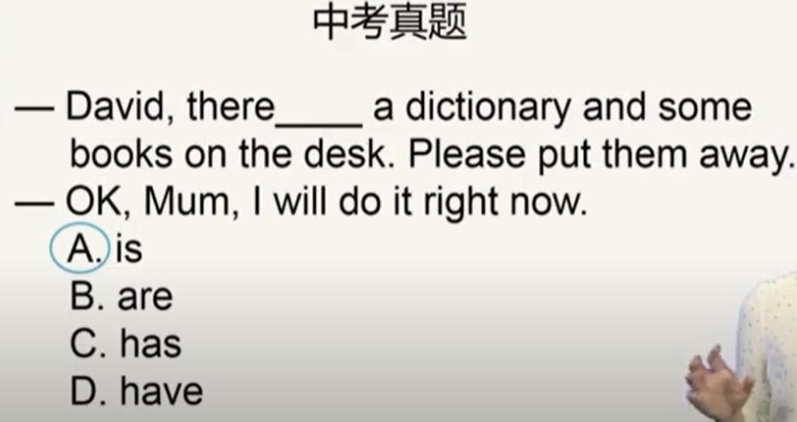 中考真题
— David, there_____ a dictionary and some
books on the desk. Please put them away.
— OK, Mum, I will do it right now.
A. is
B. are
C. has
D. have